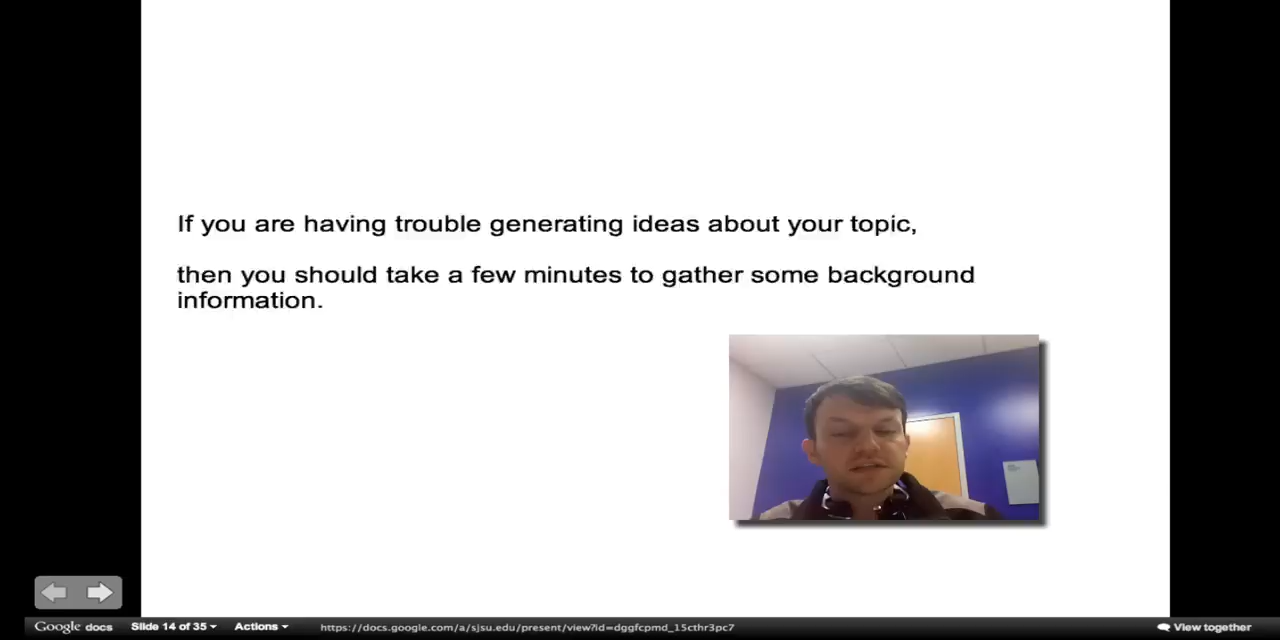 If you are having trouble generating ideas about your topic,
then you should take a few minutes to gather some background
information.
Google docs Slide 14 of 35 Actions https://docs.google.com/a/sjsu.edu/present/view?id=dggfcpmd_15cthr3pc7 View together